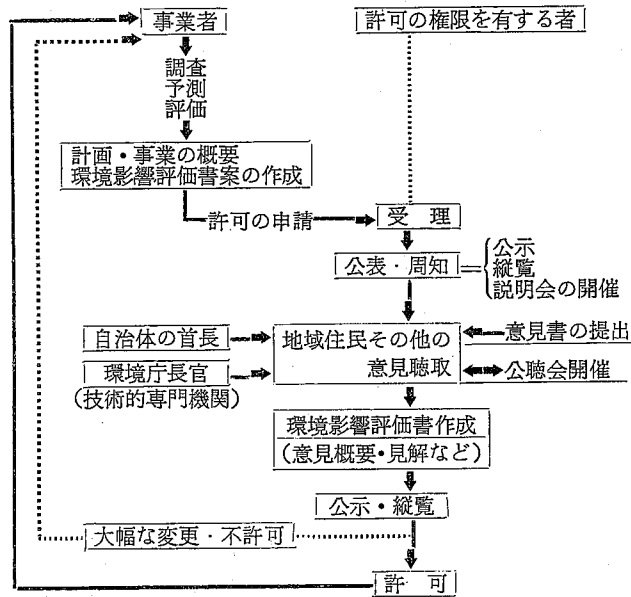 事業者
許可の権限を有する者
調査
予測
評価
計画・事業の概要
環境影響評価書案の作成
許可の申請
受理
公表・周知
公示
縦覧
説明会の開催
自治体の首長
地域住民その他の
意見聴取
意見書の提出
環境庁長官
(技術的専門機関)
公聴会開催
環境影響評価書作成
(意見概要・見解など)
公示・縦覧
大幅な変更・不許可
許可